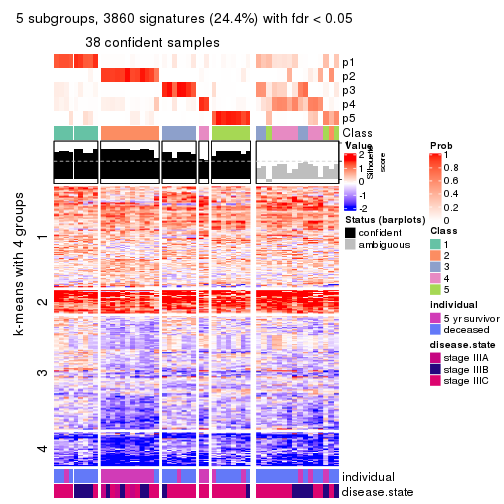 5 subgroups, 3860 signatures (24.4%) with fdr < 0.05
38 confident samples
p1
p2
p3
p4
p5
Class
Silhouette
score
k-means with 4 groups
1
2
3
4
individual
disease.state
Value
2
1
0
-1
-2
Status (barplots)
confident
ambiguous
Prob
1
0.8
0.6
0.4
0.2
0
Class
1
2
3
4
5
individual
5 yr survivor
deceased
disease.state
stage IIIA
stage IIIB
stage IIIC